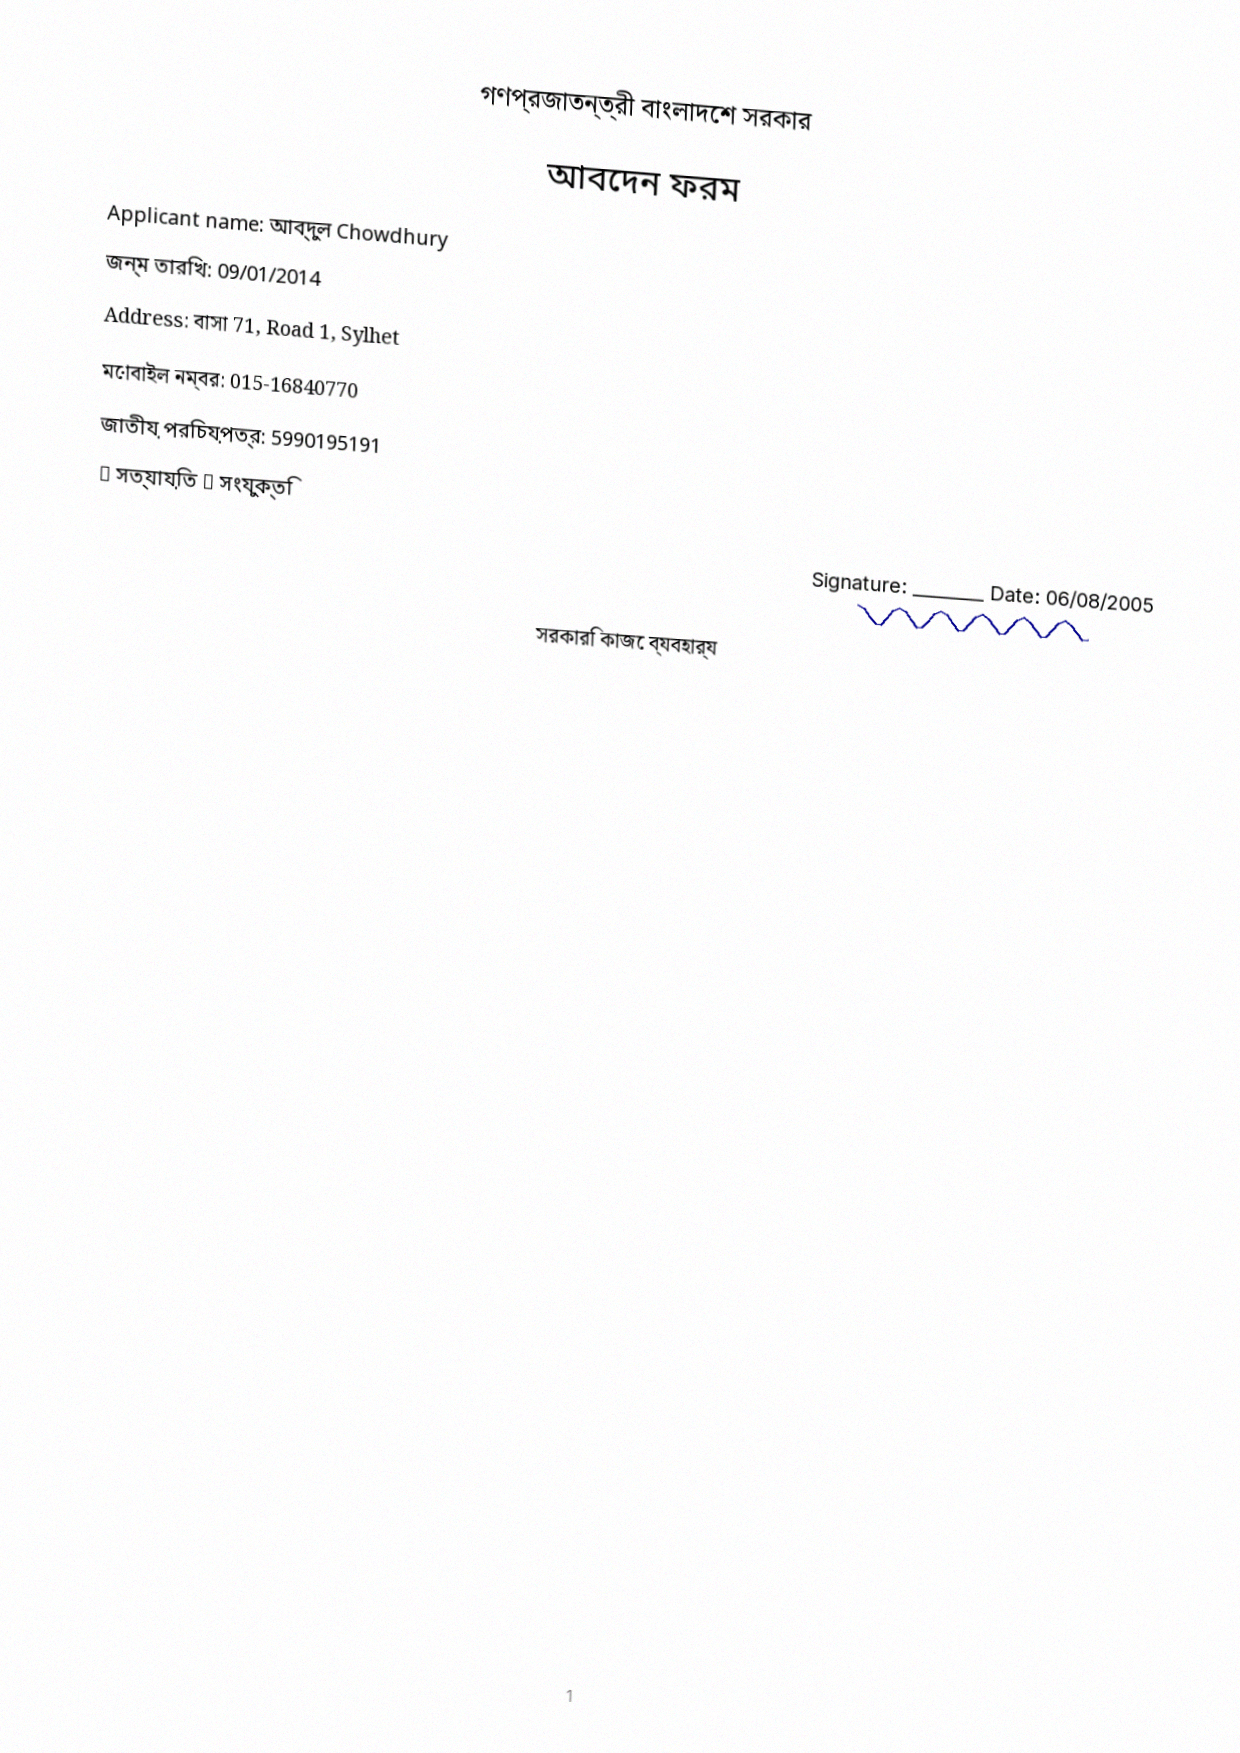 গণপ্রজাতন্ত্রী বাংলাদেশ সরকার
আবেদন ফরম
Applicant name: আব্দুল Chowdhury
জন্ম তারিখ: 09/01/2014
Address: বাসা 71, Road 1, Sylhet
মোবাইল নম্বর: 015-16840770
জাতীয় পরিচয়পত্র: 5990195191
☐ সত্যায়িত ☐ সংযুক্তি
Signature: _______ Date: 06/08/2005
সরকারি কাজে ব্যবহার্য
1